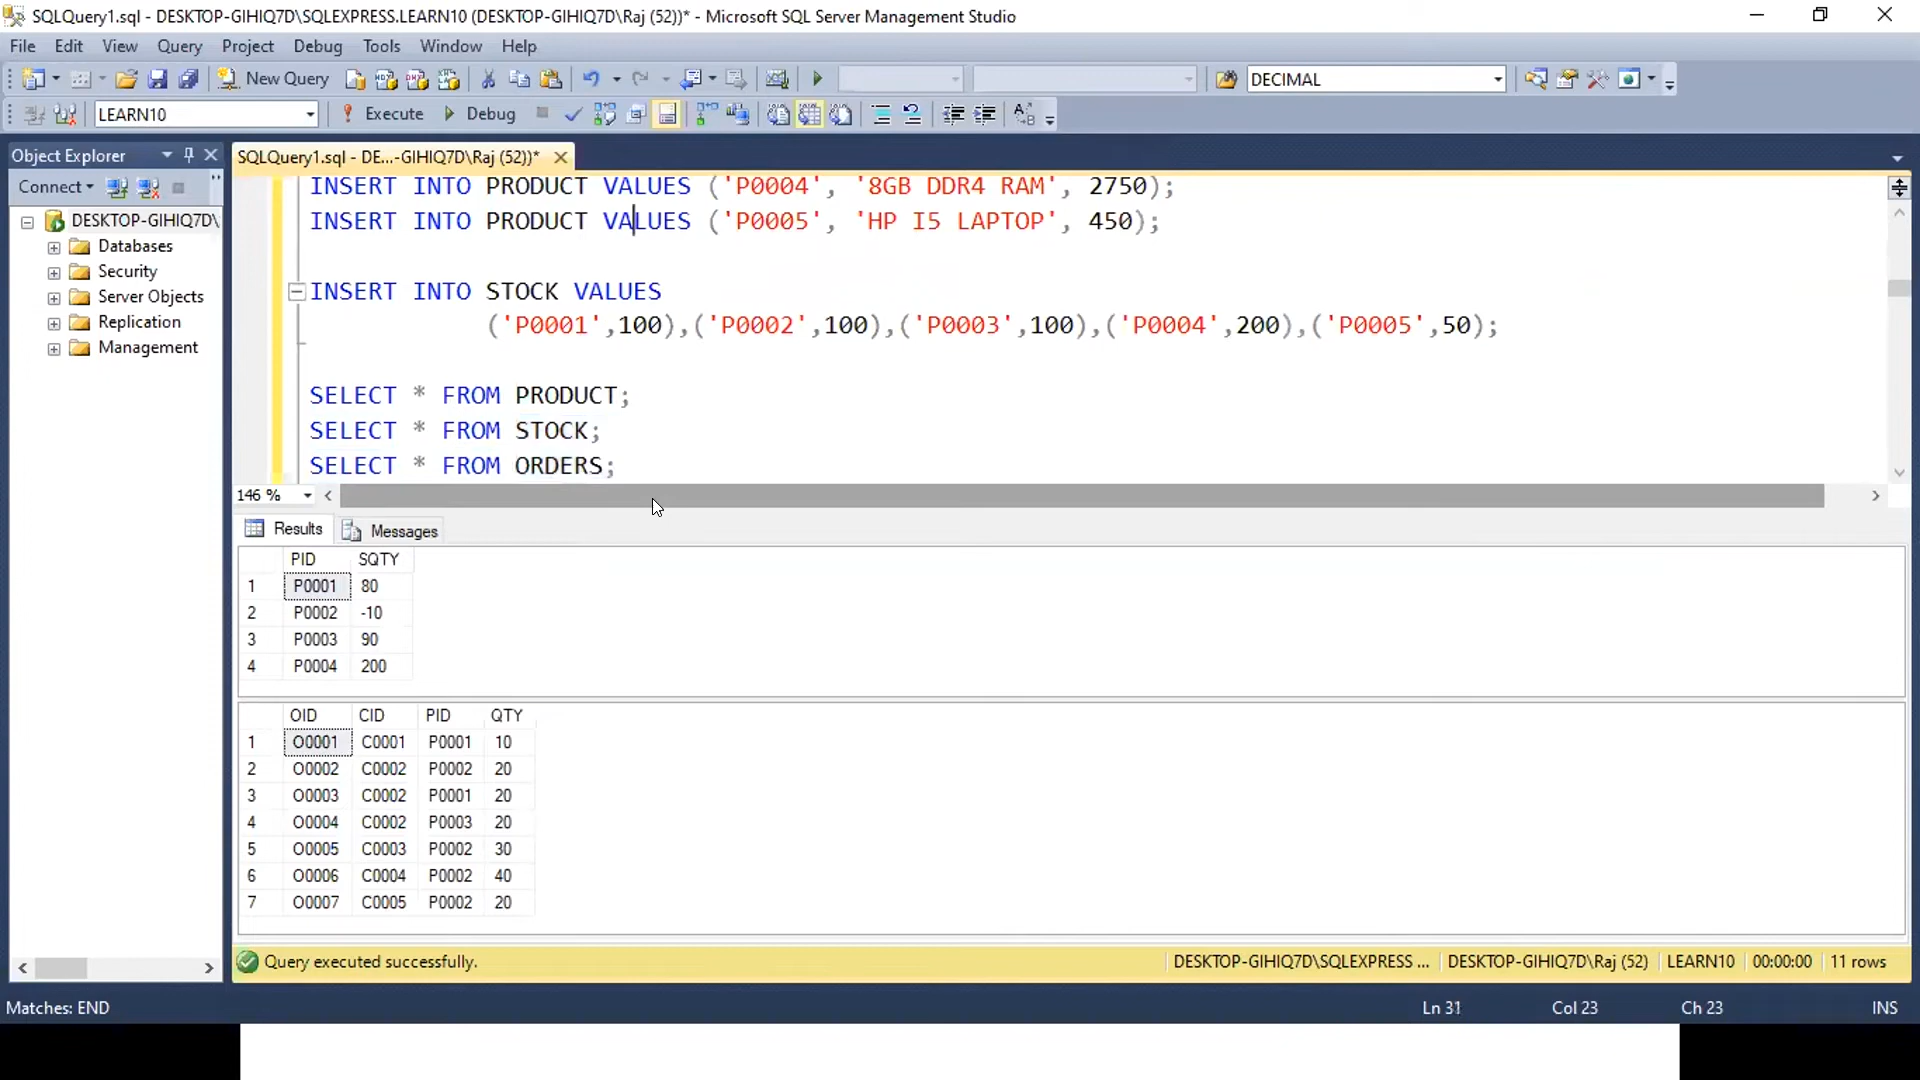 SQLQuery1.sql - DESKTOP-GIHIQ7D\SQLEXPRESS.LEARN10 (DESKTOP-GIHIQ7D\Raj (52))* - Microsoft SQL Server Management Studio
File Edit View Query Project Debug Tools Window Help
New Query DECIMAL
LEARN10 Execute Debug
Object Explorer
SQLQuery1.sql - DE...-GIHIQ7D\Raj (52))*
Connect
DESKTOP-GIHIQ7D\
Databases
Security
Server Objects
Replication
Management
INSERT INTO PRODUCT VALUES ('P0004', '8GB DDR4 RAM', 2750);
INSERT INTO PRODUCT VALUES ('P0005', 'HP I5 LAPTOP', 450);
INSERT INTO STOCK VALUES
('P0001',100),('P0002',100),('P0003',100),('P0004',200),('P0005',50);
SELECT * FROM PRODUCT;
SELECT * FROM STOCK;
SELECT * FROM ORDERS;
146 %
Results Messages
PID SQTY
1 P0001 80
2 P0002 -10
3 P0003 90
4 P0004 200
OID CID PID QTY
1 O0001 C0001 P0001 10
2 O0002 C0002 P0002 20
3 O0003 C0002 P0001 20
4 O0004 C0002 P0003 20
5 O0005 C0003 P0002 30
6 O0006 C0004 P0002 40
7 O0007 C0005 P0002 20
Query executed successfully. DESKTOP-GIHIQ7D\SQLEXPRESS ... DESKTOP-GIHIQ7D\Raj (52) LEARN10 00:00:00 11 rows
Matches: END Ln 31 Col 23 Ch 23 INS